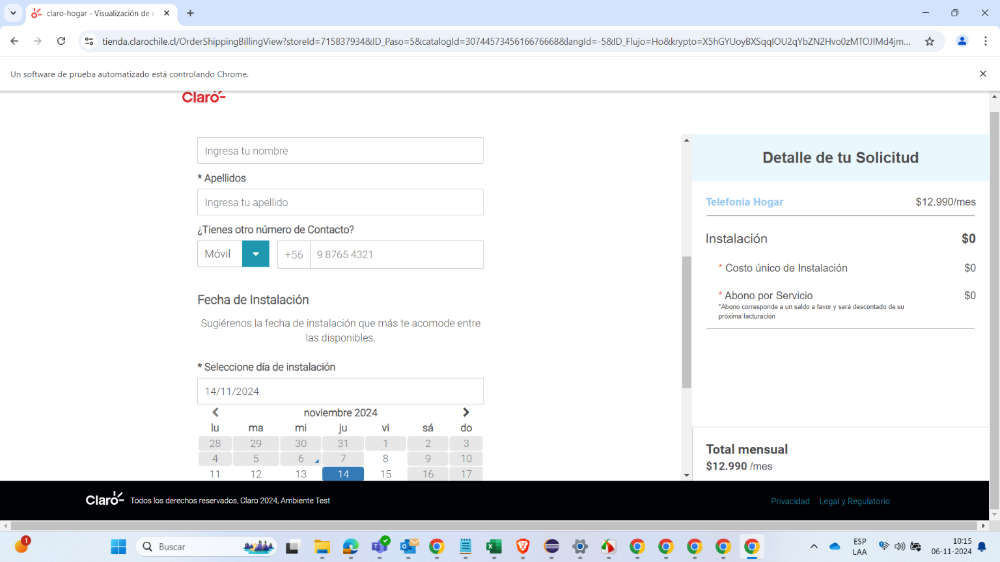 claro-hogar - Visualización de e
tienda.clarochile.cl/OrderShippingBillingView?storeId=715837934&ID_Paso=5&catalogId=3074457345616676668&langId=-5&ID_Flujo=Ho&krypto=X5hGYUoyBXSqqIOU2qYbZN2Hvo0zMTOJIMd4jm...
Un software de prueba automatizado está controlando Chrome.
Claro
Ingresa tu nombre
* Apellidos
Ingresa tu apellido
¿Tienes otro número de Contacto?
Móvil
+56
9 8765 4321
Fecha de Instalación
Sugiérenos la fecha de instalación que más te acomode entre
las disponibles.
* Seleccione día de instalación
14/11/2024
noviembre 2024
lu ma mi ju vi sá do
28 29 30 31 1 2 3
4 5 6 7 8 9 10
11 12 13 14 15 16 17
Detalle de tu Solicitud
Telefonía Hogar $12.990/mes
Instalación $0
* Costo único de Instalación $0
* Abono por Servicio $0
*Abono corresponde a un saldo a favor y será descontado de su
próxima facturación
Total mensual
$12.990 /mes
Claro Todos los derechos reservados, Claro 2024, Ambiente Test
Privacidad Legal y Regulatorio
1
Buscar
ESP
LAA
10:15
06-11-2024